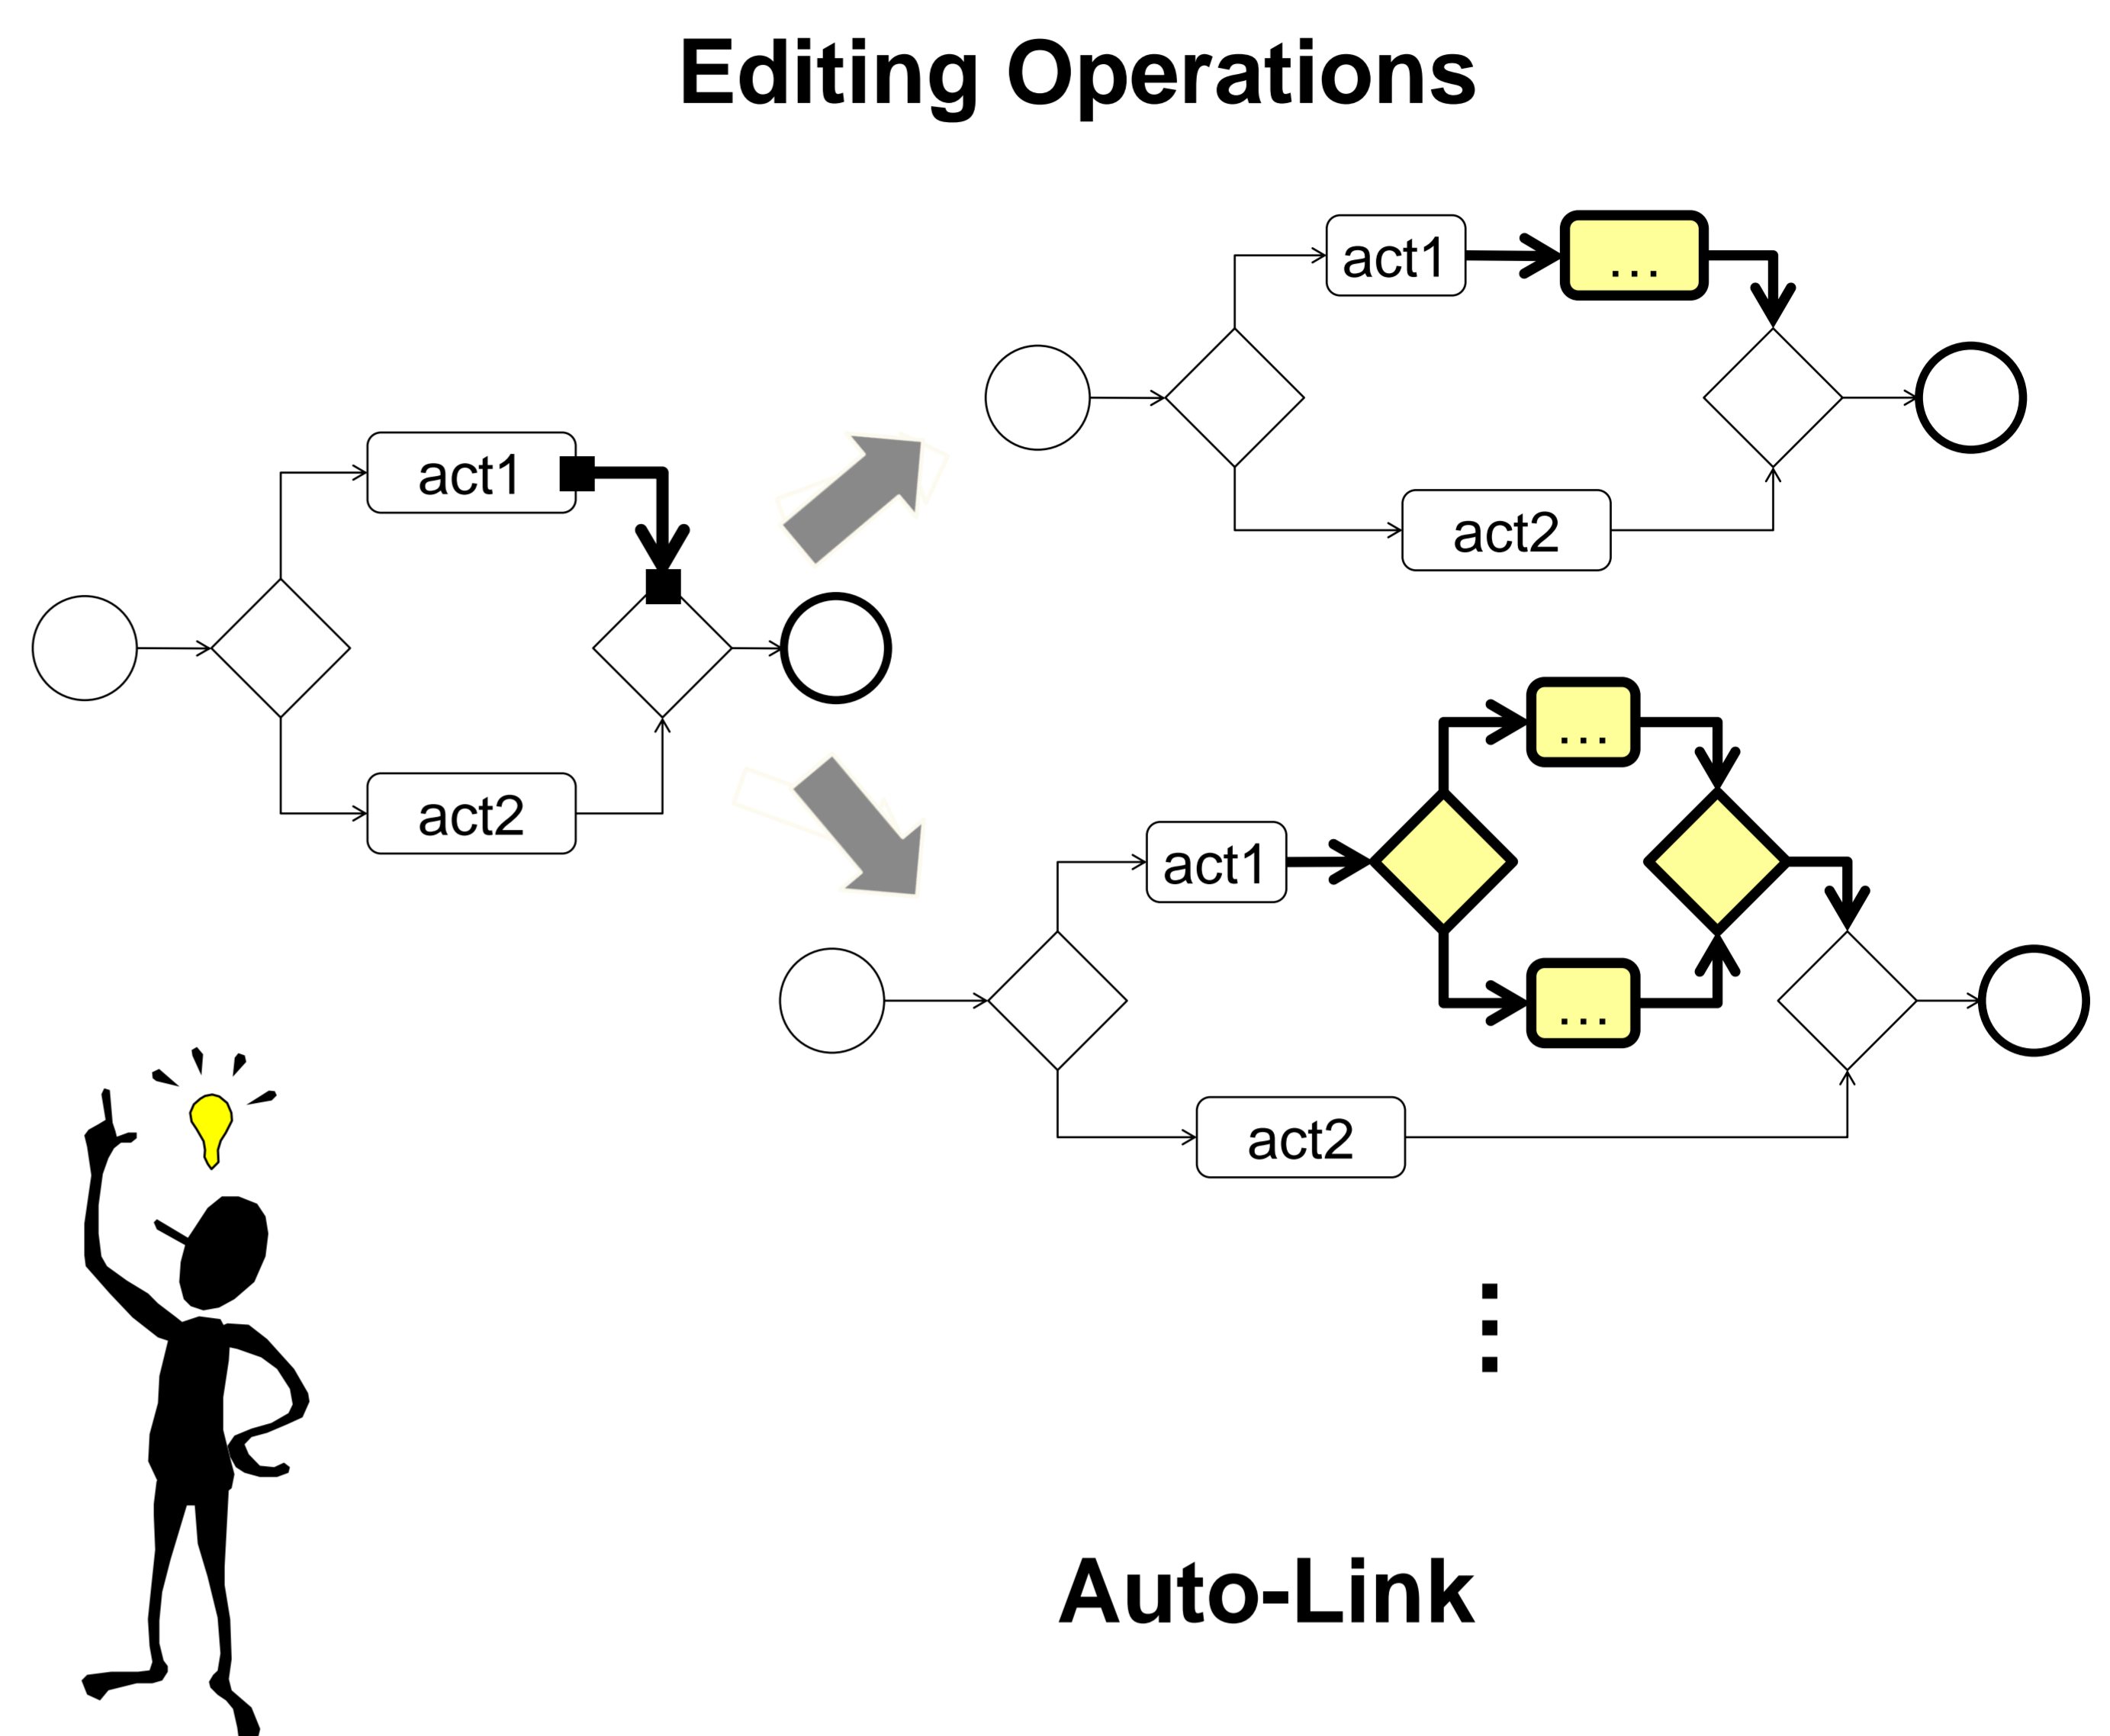 Editing Operations
act1
...
act2
act1
act2
...
act1
...
act2
Auto-Link